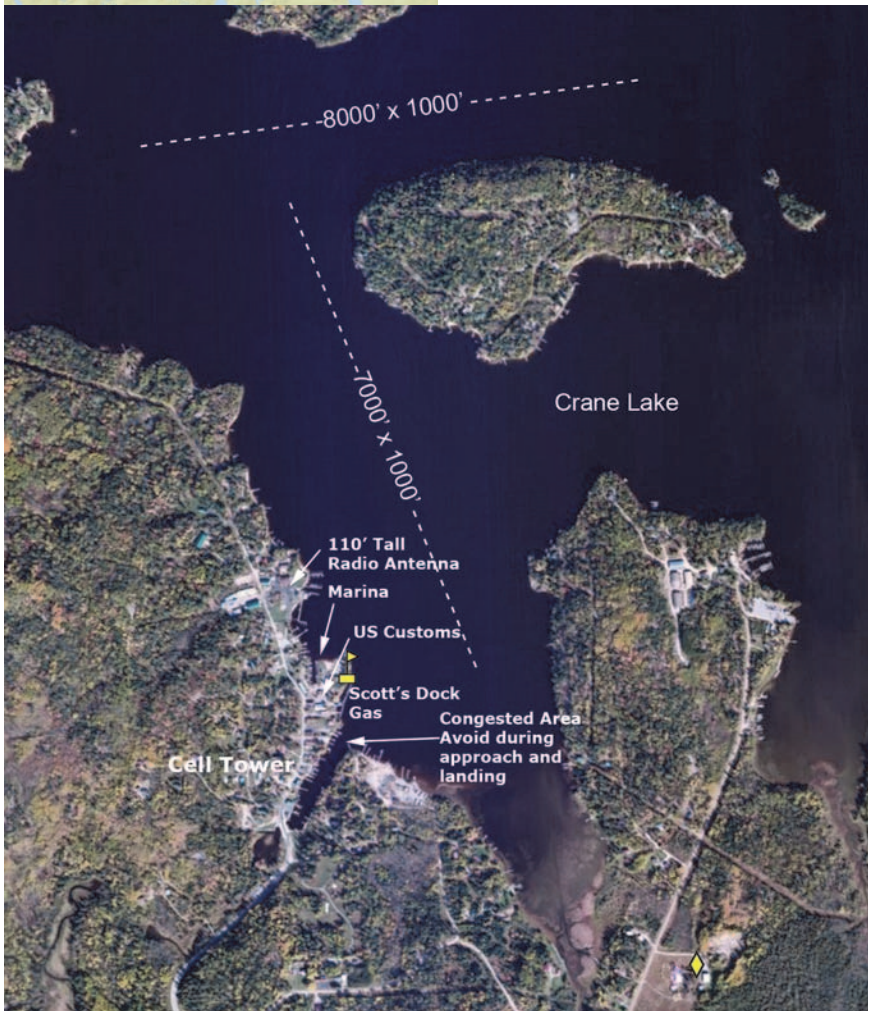 8000' x 1000'
7000' x 1000'
Crane Lake
110' Tall
Radio Antenna
Marina
US Customs
Scott's Dock
Gas
Congested Area
Avoid during
approach and
landing
Cell Tower